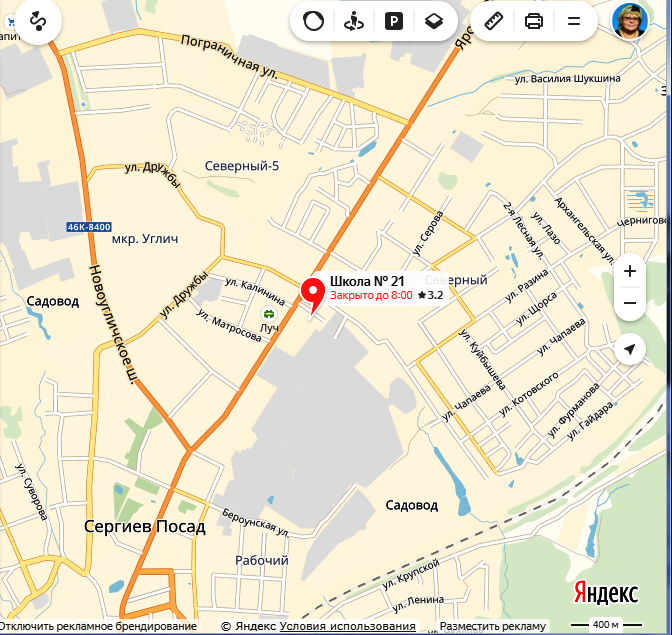 Пограничная ул.
Яро
ул. Василия Шукшина
ул. Дружбы
Северный-5
46К-8400
мкр. Углич
ул. Серова
2-я Лесная ул.
ул. Лазо
Архангельская ул.
Чернигово
Новоугличское ш.
ул. Дружбы
ул. Калинина
Школа № 21
Закрыто до 8:00 ★3.2
Северный
ул. Разина
ул. Щорса
Садовод
Луч
ул. Матросова
ул. Чапаева
ул. Куйбышева
ул. Чапаева
ул. Котовского
ул. Фурманова
ул. Гайдара
ул. Суворова
Садовод
Сергиев Посад
Бероунская ул.
Рабочий
ул. Крупской
ул. Ленина
Яндекс
Отключить рекламное брендирование
© Яндекс Условия использования
Разместить рекламу
400 м